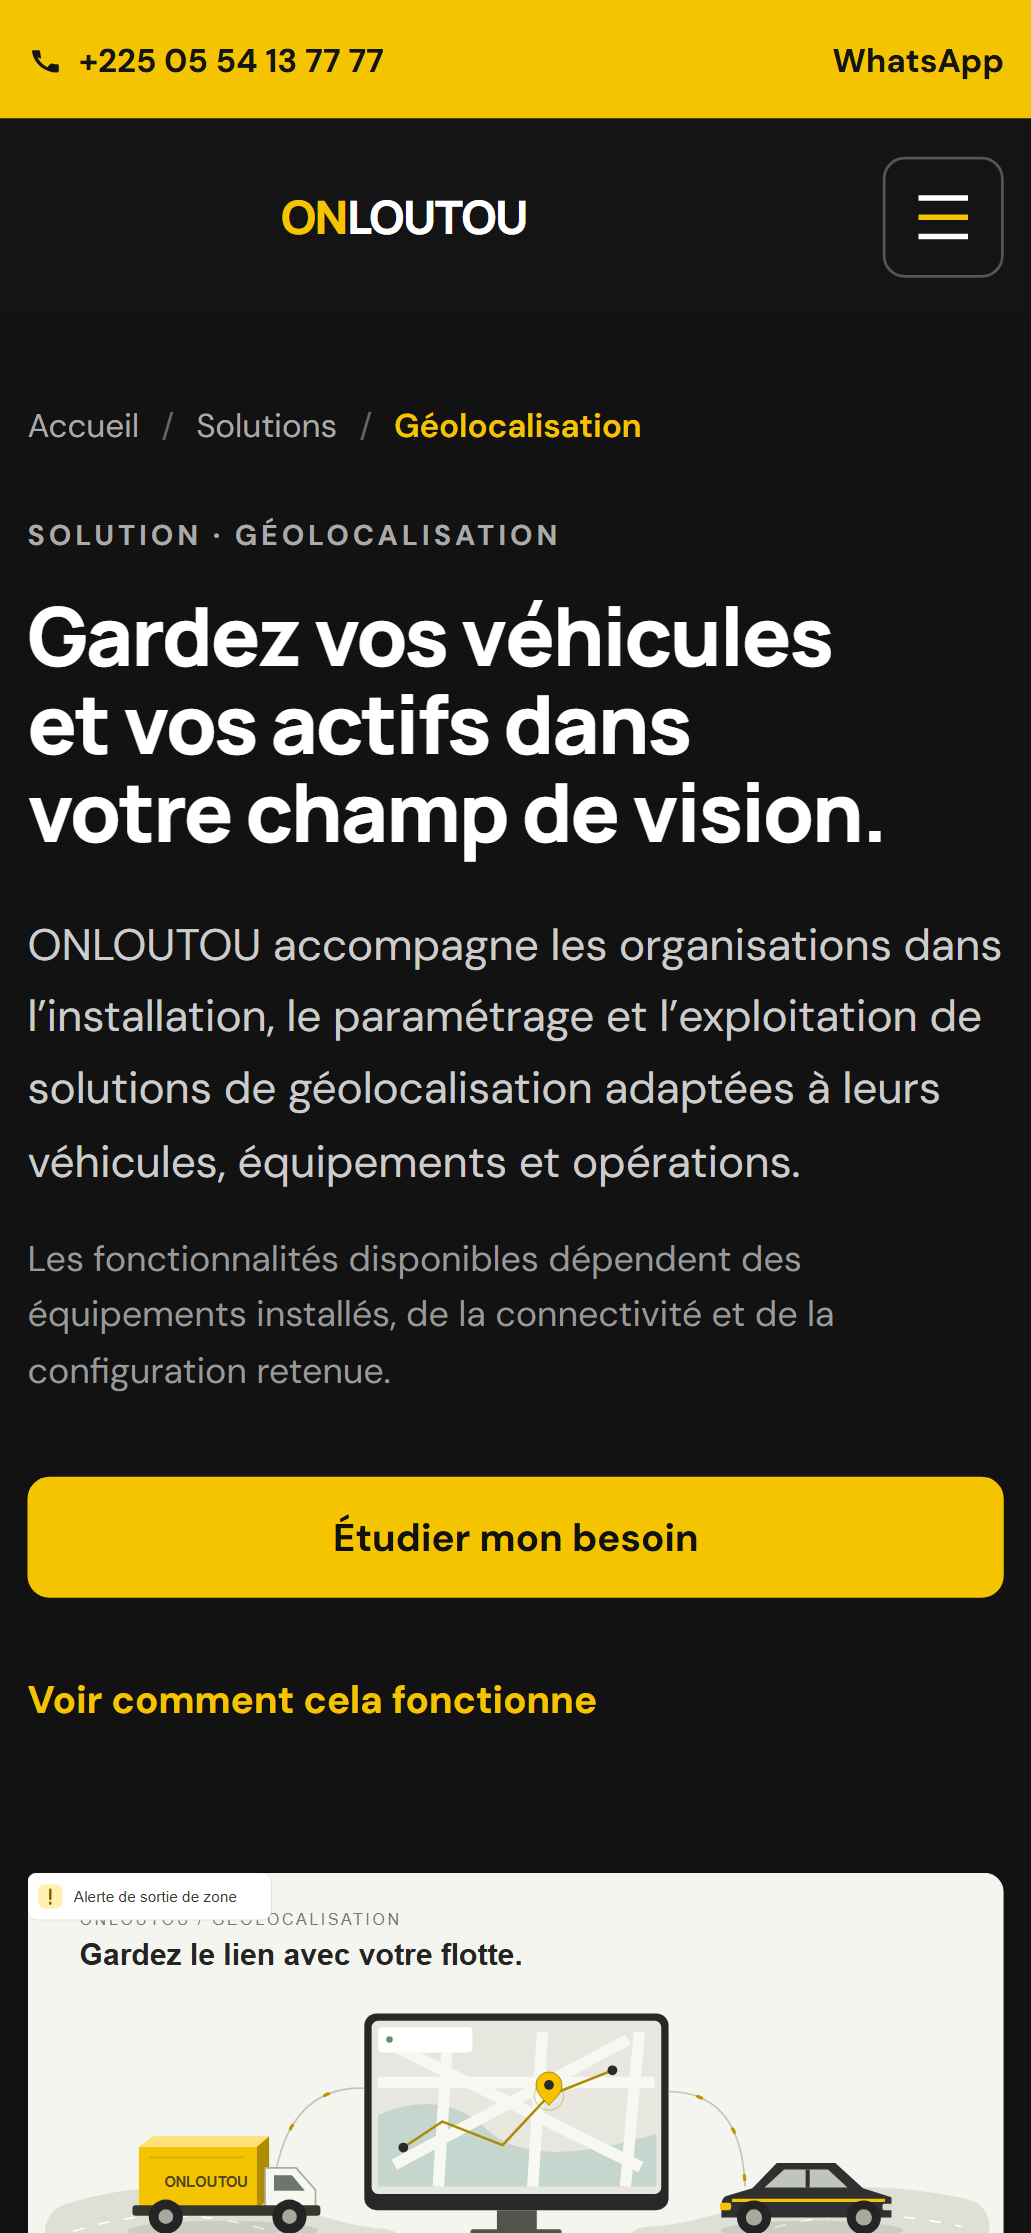 +225 05 54 13 77 77
WhatsApp
ONLOUTOU
Accueil / Solutions / Géolocalisation
SOLUTION · GÉOLOCALISATION
Gardez vos véhicules
et vos actifs dans
votre champ de vision.
ONLOUTOU accompagne les organisations dans
l’installation, le paramétrage et l’exploitation de
solutions de géolocalisation adaptées à leurs
véhicules, équipements et opérations.
Les fonctionnalités disponibles dépendent des
équipements installés, de la connectivité et de la
configuration retenue.
Étudier mon besoin
Voir comment cela fonctionne
! Alerte de sortie de zone
ONLOUTOU / GÉOLOCALISATION
Gardez le lien avec votre flotte.
ONLOUTOU